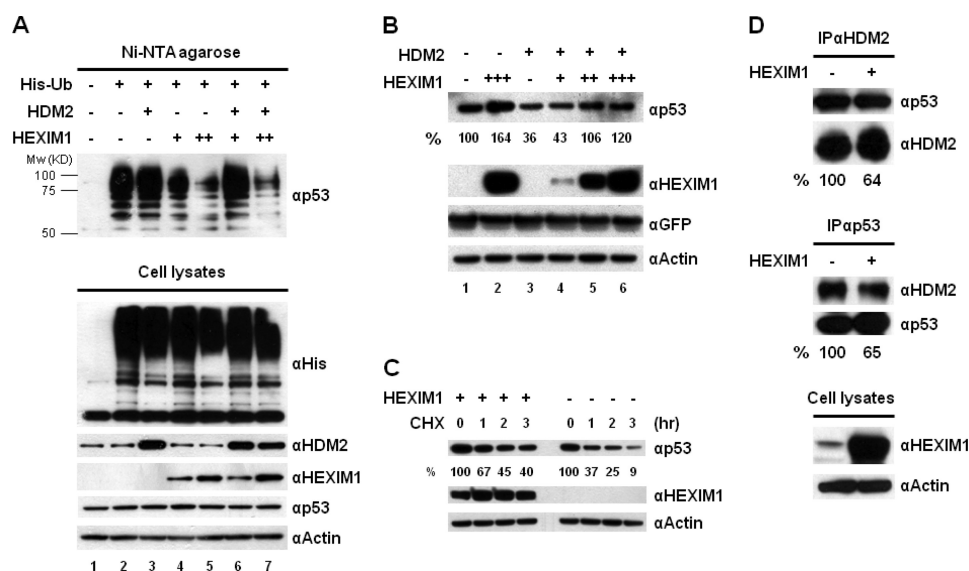 A
Ni-NTA agarose
His-Ub - + + + + + +
HDM2 - - + - - + +
HEXIM1 - - - + ++ + ++
Mw (KD)
100
75
50
αp53
Cell lysates
αHis
αHDM2
αHEXIM1
αp53
αActin
1 2 3 4 5 6 7
B
HDM2 - - + + + +
HEXIM1 - +++ - + ++ +++
αp53
% 100 164 36 43 106 120
αHEXIM1
αGFP
αActin
1 2 3 4 5 6
C
HEXIM1 + + + + - - - -
CHX 0 1 2 3 0 1 2 3 (hr)
αp53
% 100 67 45 40 100 37 25 9
αHEXIM1
αActin
D
IPαHDM2
HEXIM1 - +
αp53
αHDM2
% 100 64
IPαp53
HEXIM1 - +
αHDM2
αp53
% 100 65
Cell lysates
αHEXIM1
αActin